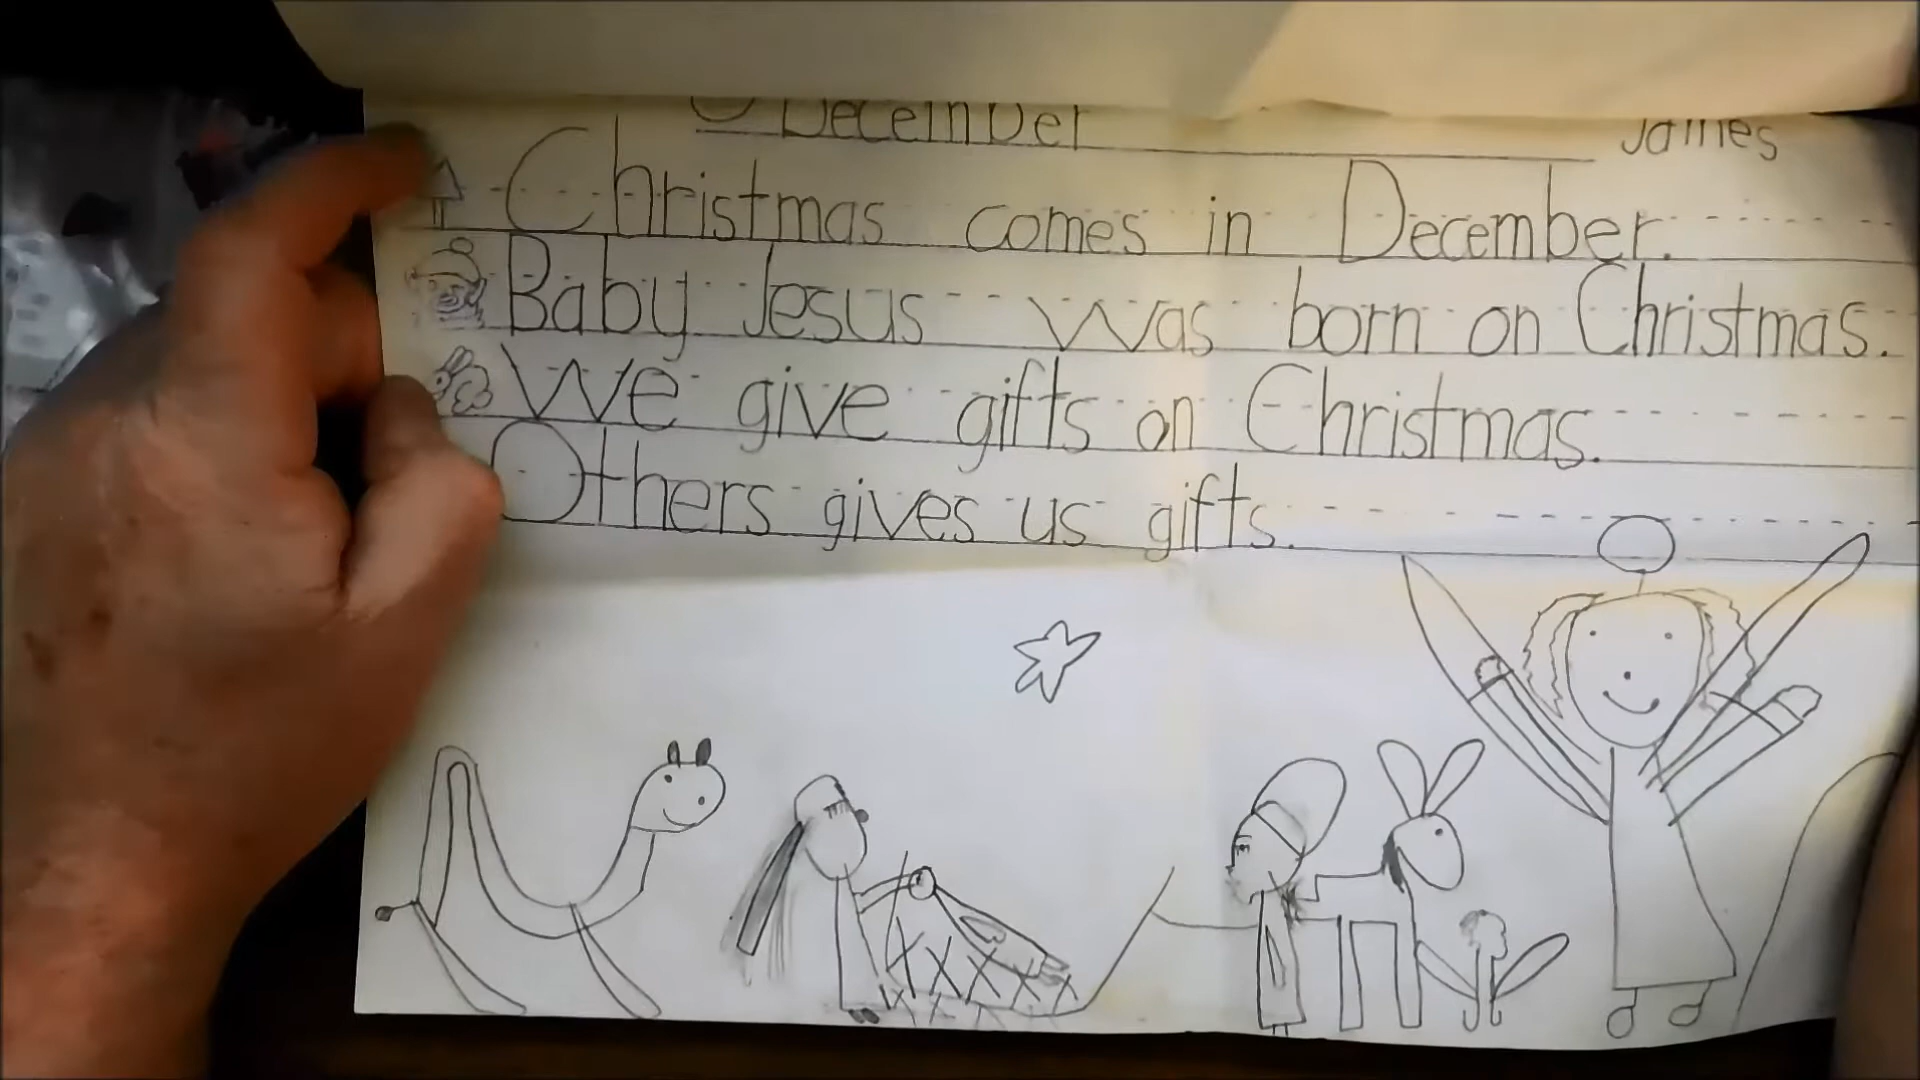 December
James
Christmas comes in December.
Baby Jesus was born on Christmas.
We give gifts on Christmas.
Others gives us gifts.